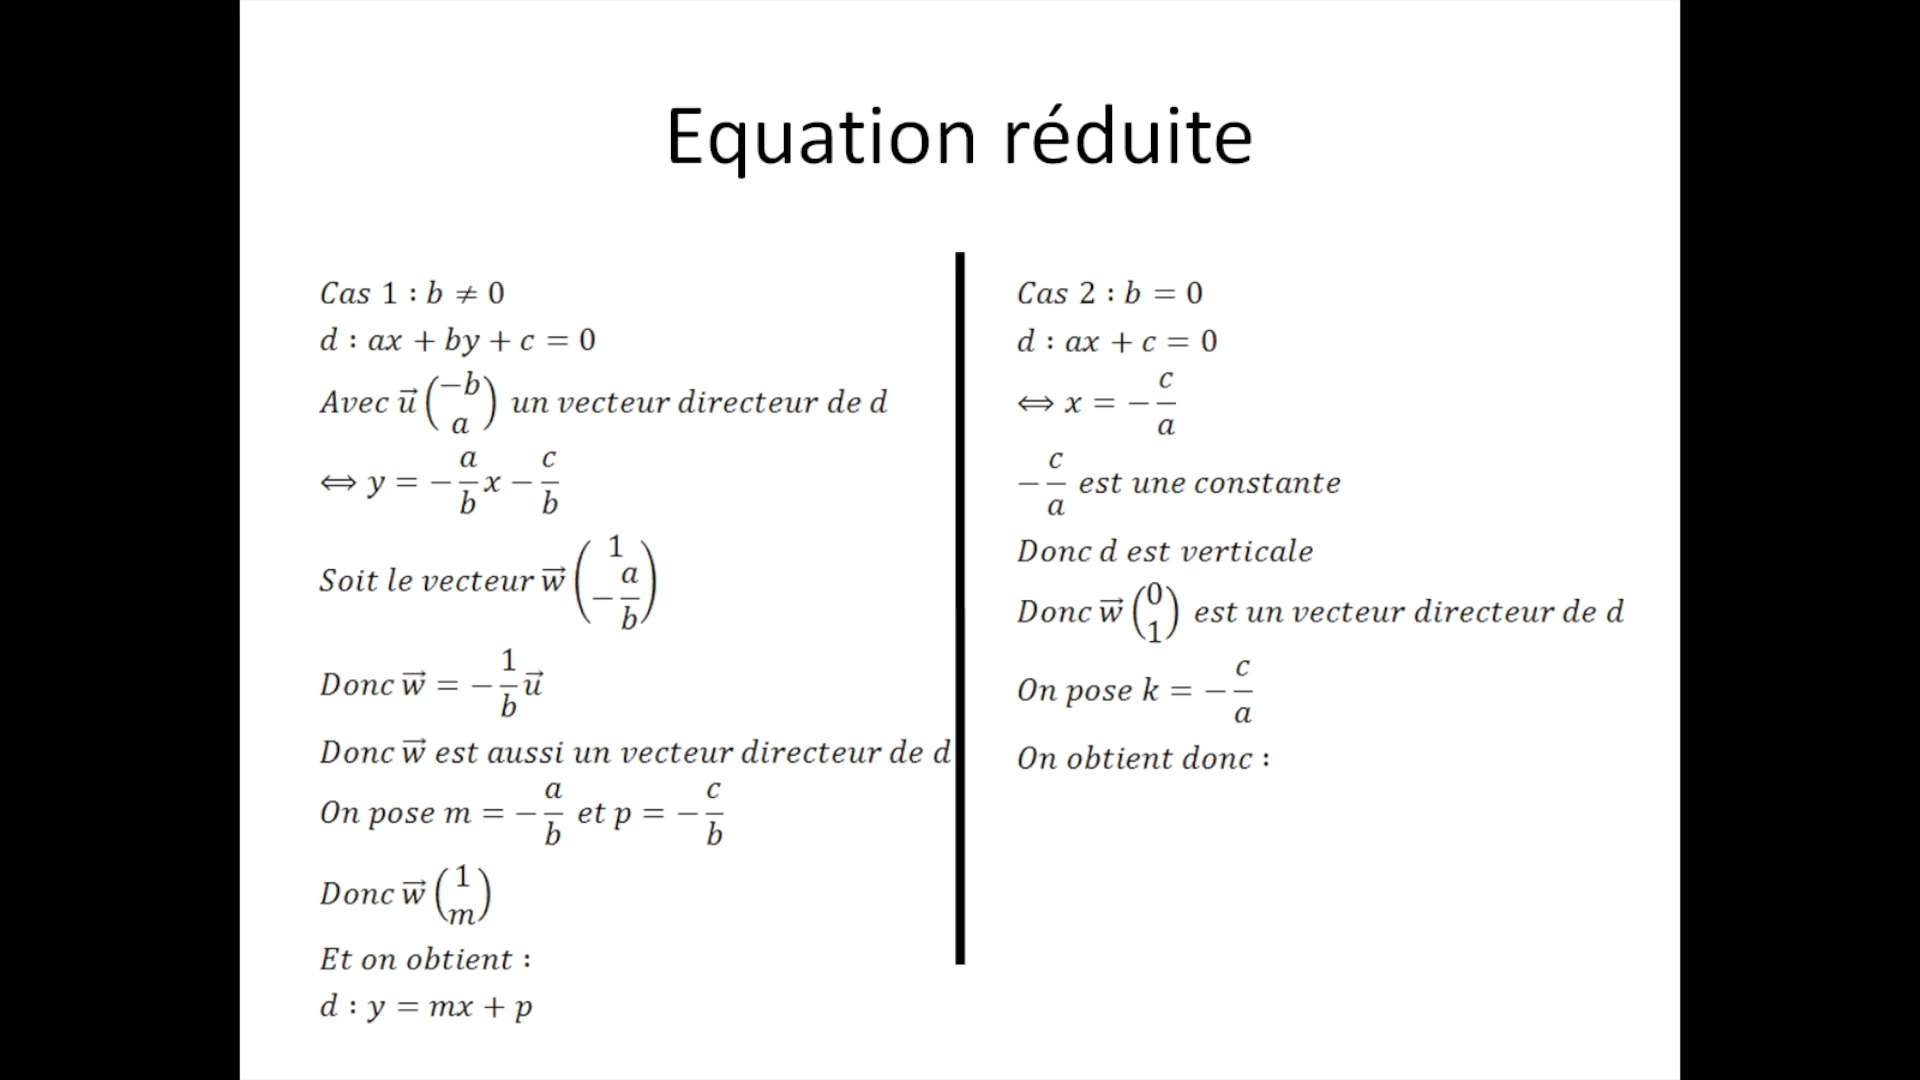 Equation réduite
Cas 1 : b ≠ 0
d : ax + by + c = 0
Avec u⃗ (−b a) un vecteur directeur de d
⟺ y = −a/b x − c/b
Soit le vecteur w⃗ (1 −a/b)
Donc w⃗ = −1/b u⃗
Donc w⃗ est aussi un vecteur directeur de d
On pose m = −a/b et p = −c/b
Donc w⃗ (1 m)
Et on obtient :
d : y = mx + p
Cas 2 : b = 0
d : ax + c = 0
⟺ x = −c/a
−c/a est une constante
Donc d est verticale
Donc w⃗ (0 1) est un vecteur directeur de d
On pose k = −c/a
On obtient donc :